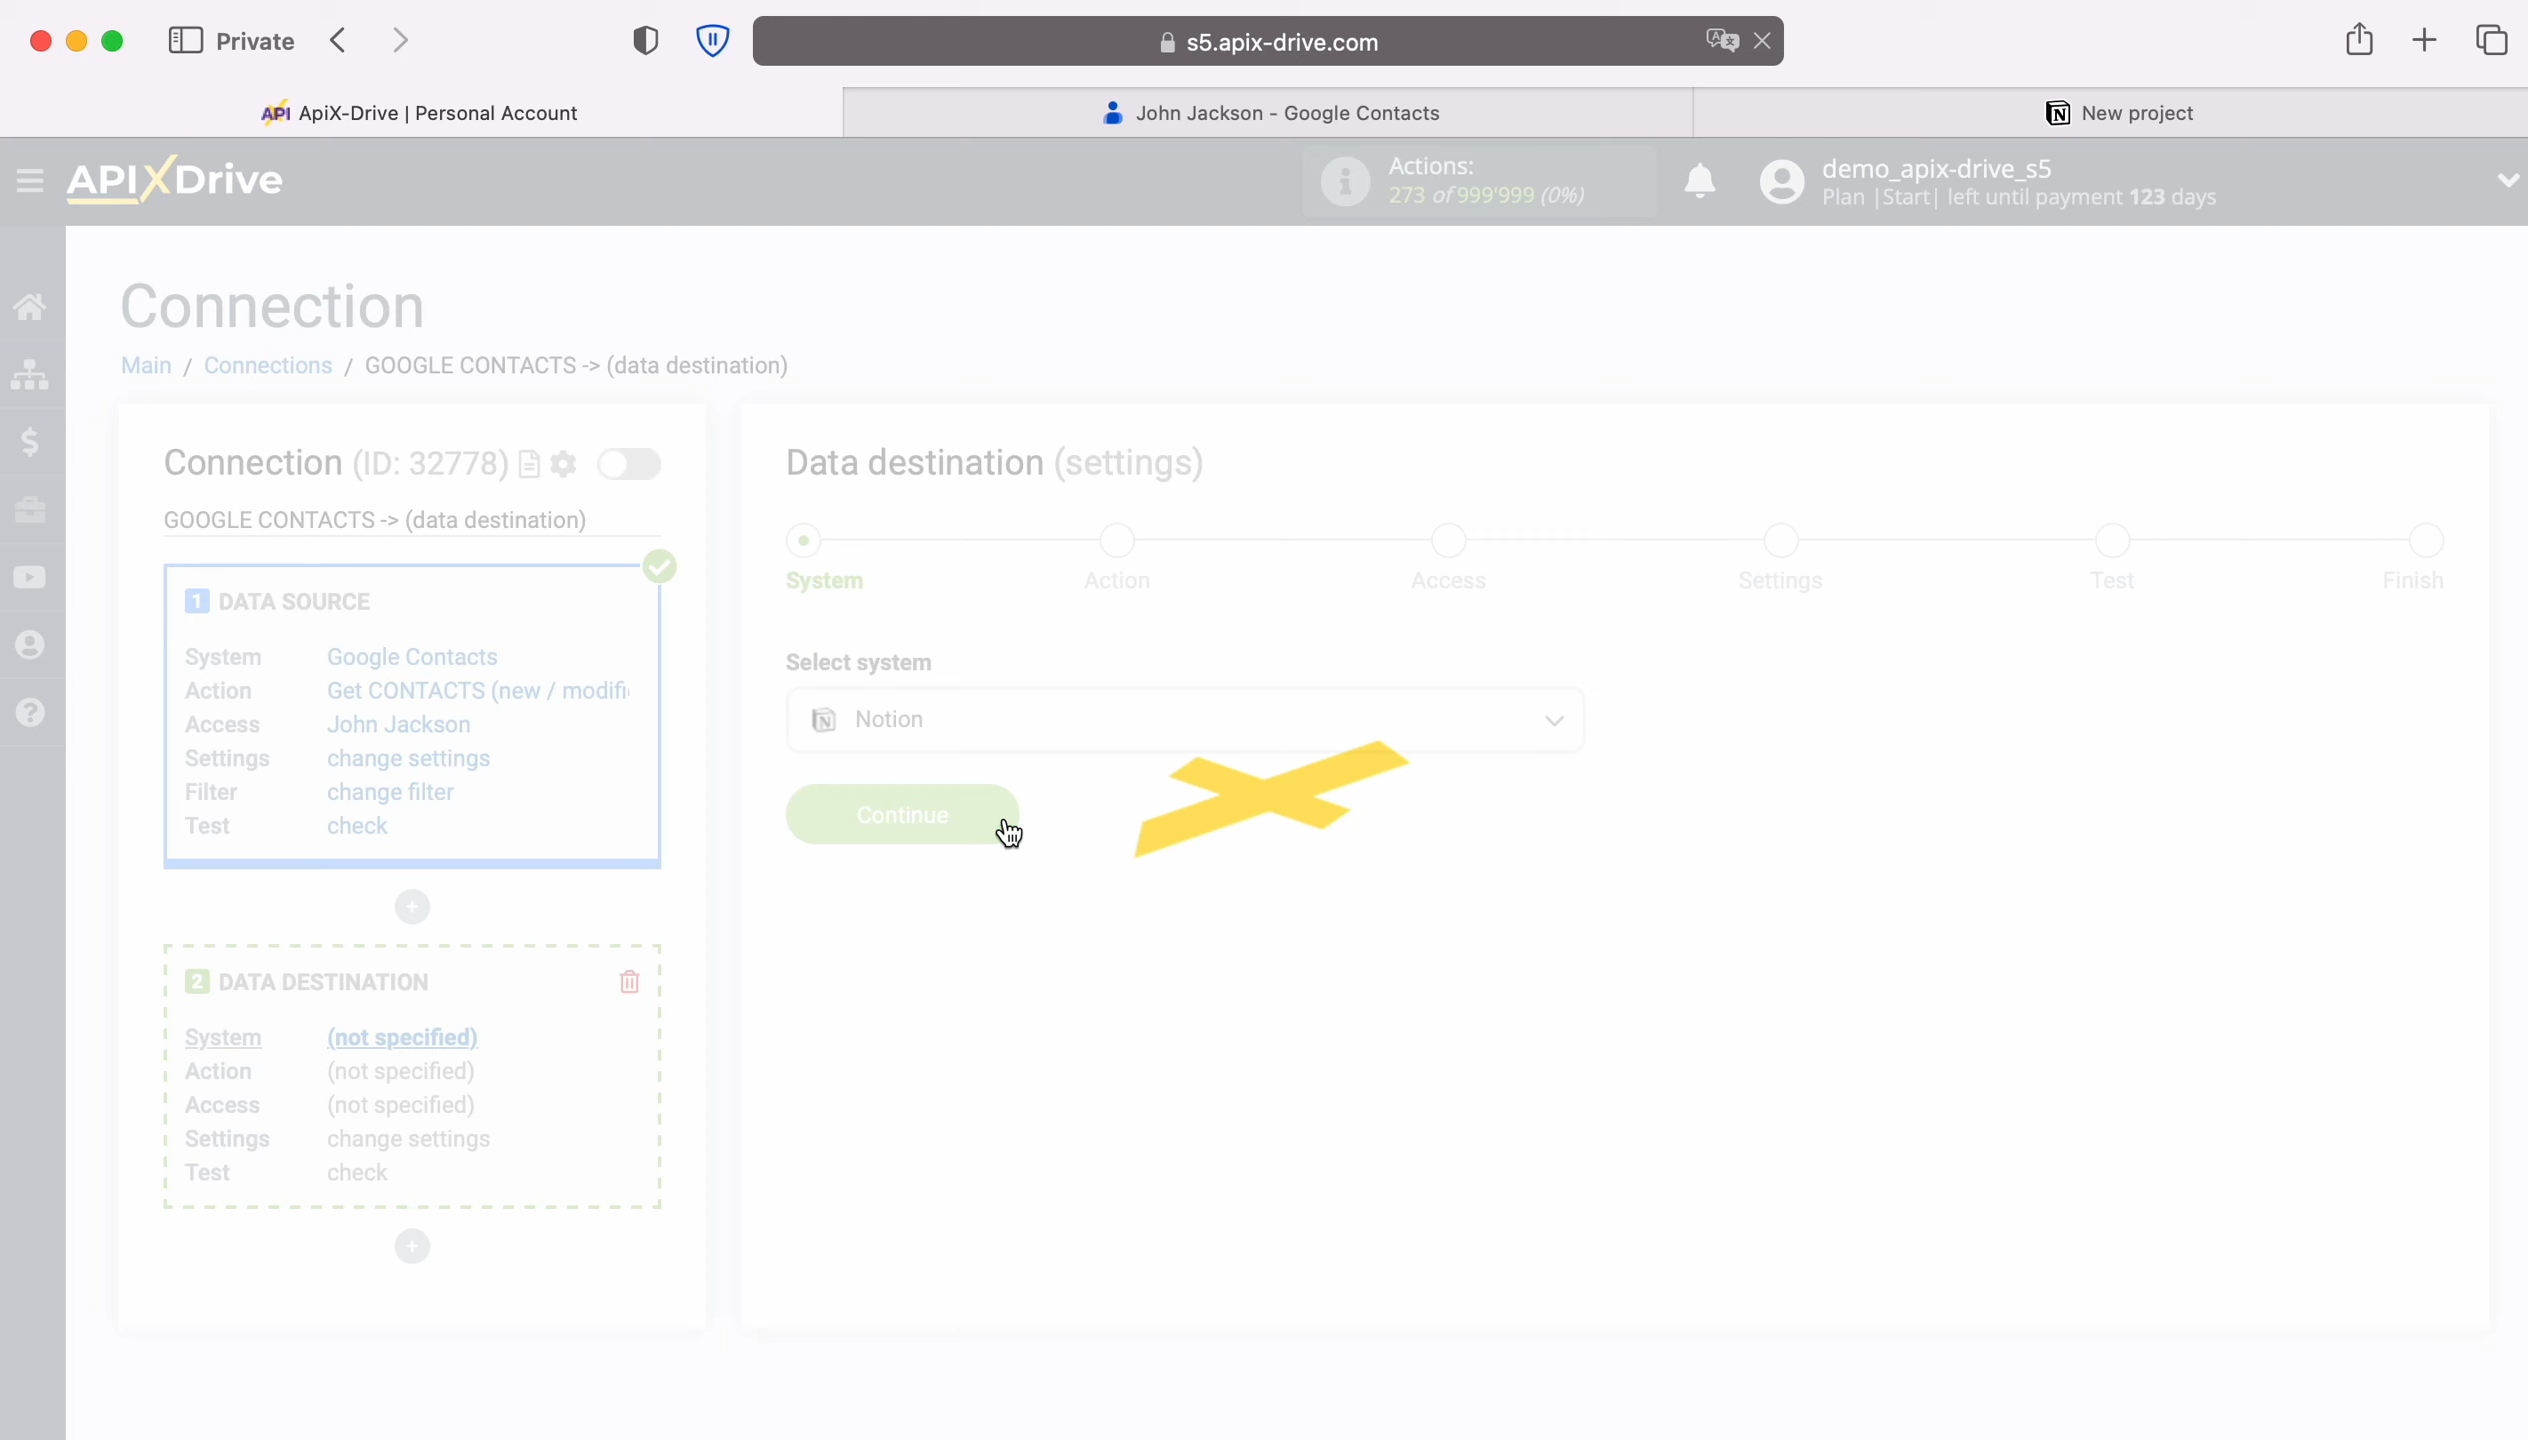 Private
s5.apix-drive.com
API ApiX-Drive | Personal Account
John Jackson - Google Contacts
New project
APIXDrive
Actions:
273 of 999'999 (0%)
demo_apix-drive_s5
Plan |Start| left until payment 123 days
Connection
Main / Connections / GOOGLE CONTACTS -> (data destination)
Connection (ID: 32778)
GOOGLE CONTACTS -> (data destination)
1 DATA SOURCE
System Google Contacts
Action Get CONTACTS (new / modifi
Access John Jackson
Settings change settings
Filter change filter
Test check
2 DATA DESTINATION
System (not specified)
Action (not specified)
Access (not specified)
Settings change settings
Test check
Data destination (settings)
System Action Access Settings Test Finish
Select system
Notion
Continue